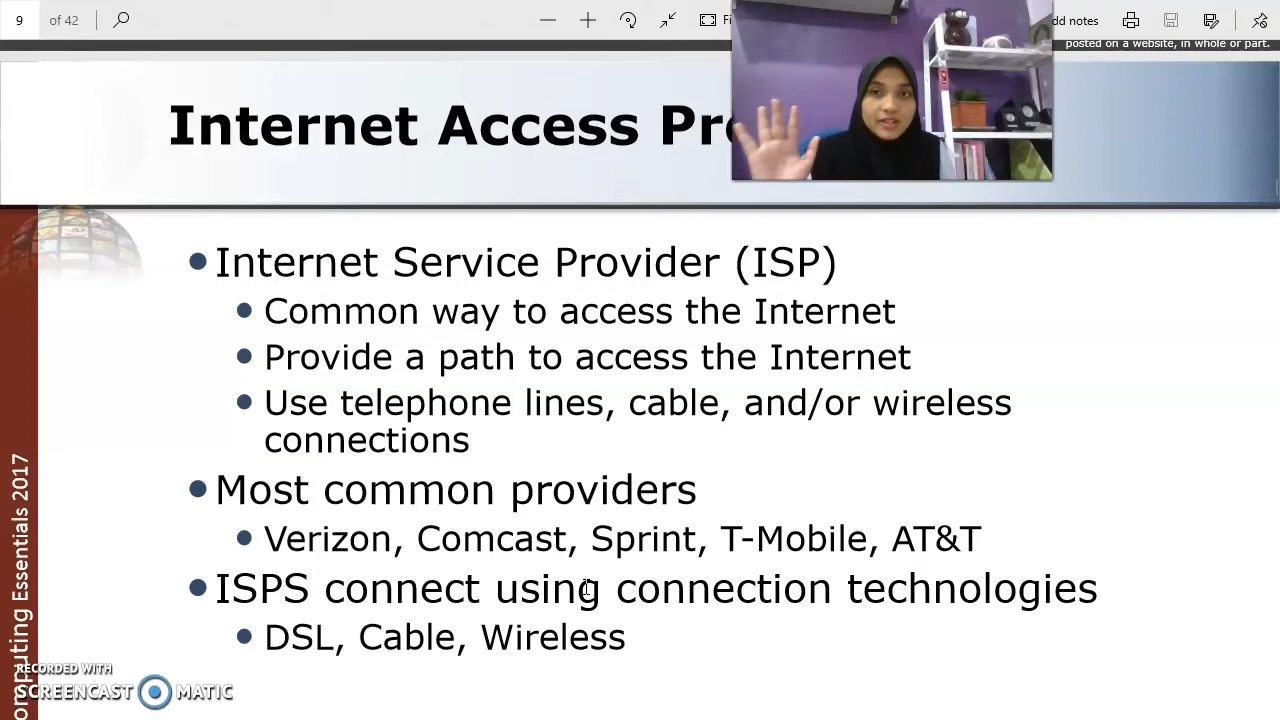 9 of 42
dd notes
posted on a website, in whole or part.
Internet Access
Internet Service Provider (ISP)
Common way to access the Internet
Provide a path to access the Internet
Use telephone lines, cable, and/or wireless
connections
Most common providers
Verizon, Comcast, Sprint, T-Mobile, AT&T
ISPS connect using connection technologies
DSL, Cable, Wireless
omputing Essentials 2017
RECORDED WITH
SCREENCAST MATIC